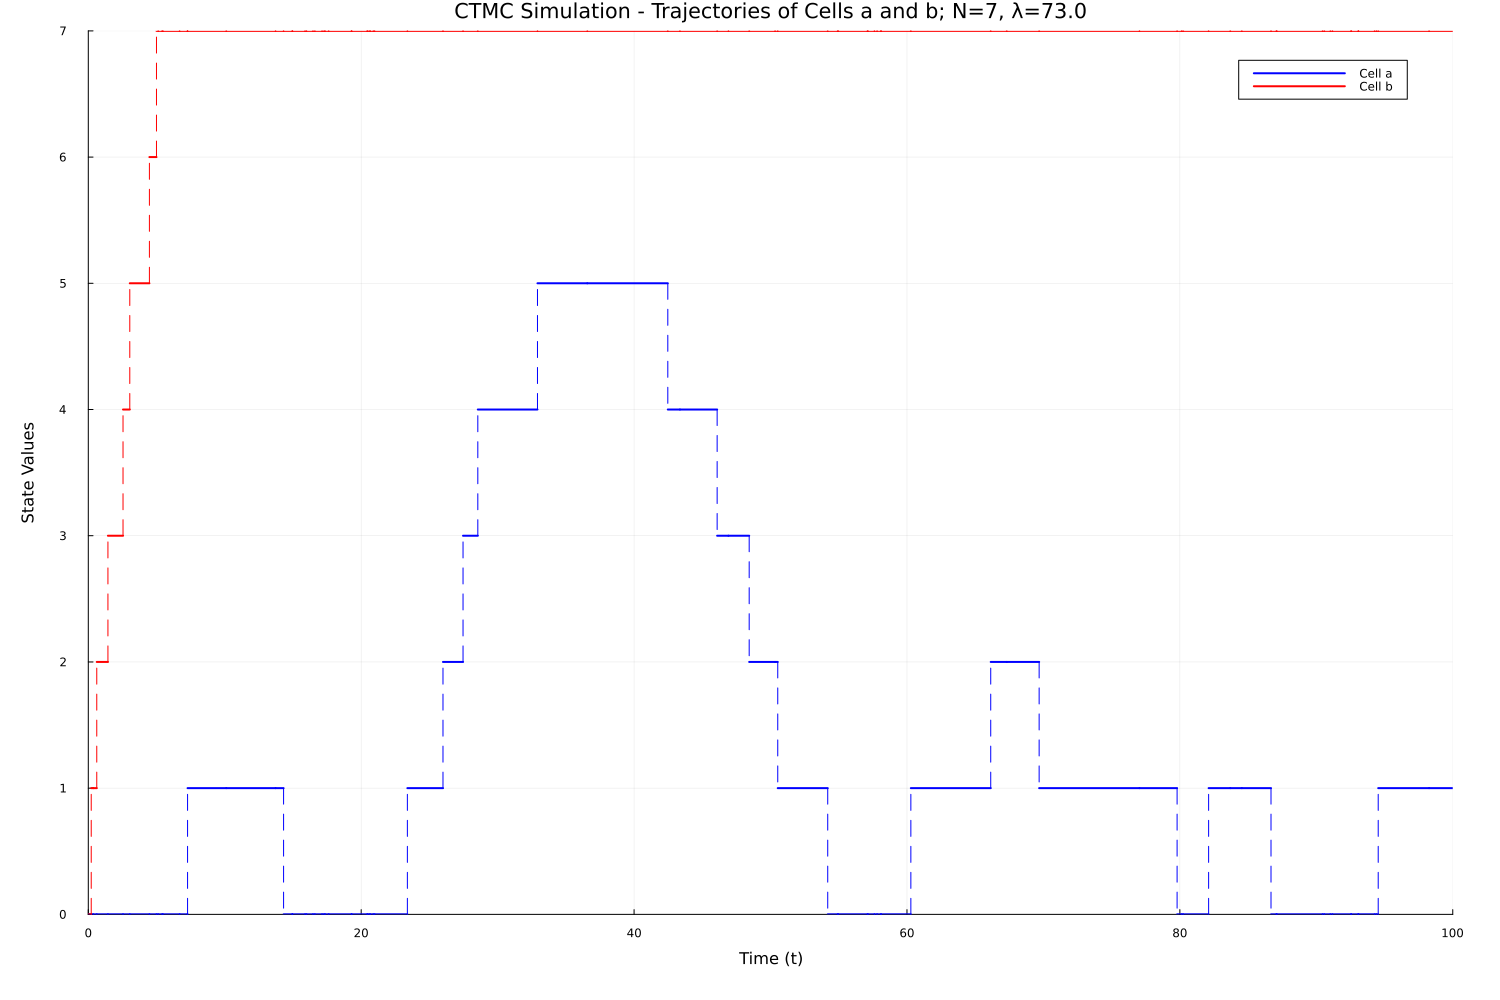 CTMC Simulation - Trajectories of Cells a and b; N=7, λ=73.0
7
Cell a
Cell b
6
5
4
State Values
3
2
1
0
0 20 40 60 80 100
Time (t)